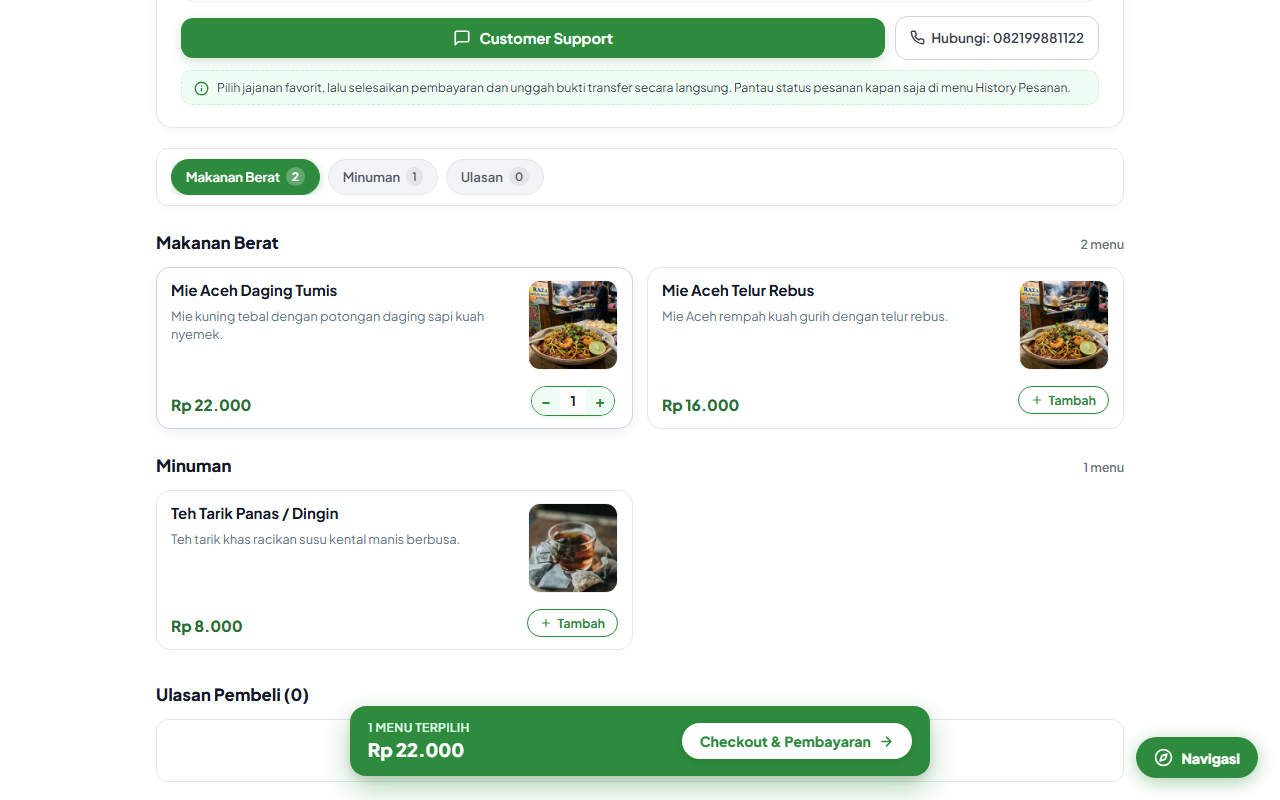 Customer Support
Hubungi: 082199881122
Pilih jajanan favorit, lalu selesaikan pembayaran dan unggah bukti transfer secara langsung. Pantau status pesanan kapan saja di menu History Pesanan.
Makanan Berat 2
Minuman 1
Ulasan 0
Makanan Berat
2 menu
Mie Aceh Daging Tumis
Mie kuning tebal dengan potongan daging sapi kuah
nyemek.
Rp 22.000
− 1 +
Mie Aceh Telur Rebus
Mie Aceh rempah kuah gurih dengan telur rebus.
Rp 16.000
+ Tambah
Minuman
1 menu
Teh Tarik Panas / Dingin
Teh tarik khas racikan susu kental manis berbusa.
Rp 8.000
+ Tambah
Ulasan Pembeli (0)
1 MENU TERPILIH
Rp 22.000
Checkout & Pembayaran →
Navigasi